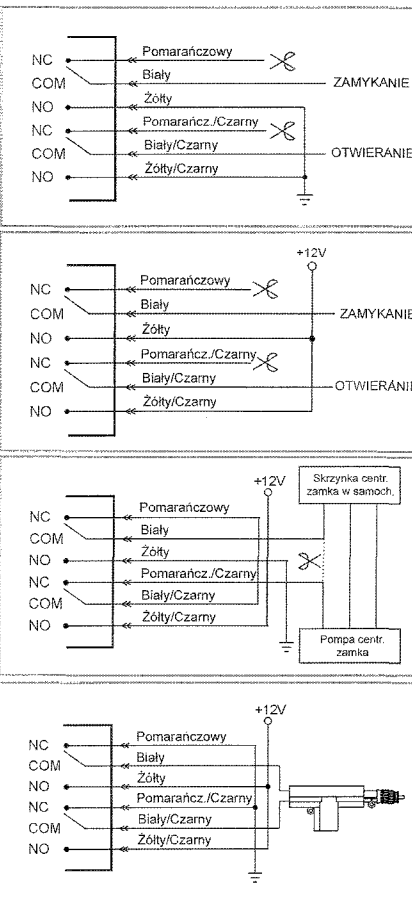 NC Pomarańczowy
COM Biały ZAMYKANIE
NO Żółty
NC Pomarańcz./Czarny
COM Biały/Czarny OTWIERANIE
NO Żółty/Czarny
+12V
NC Pomarańczowy
COM Biały ZAMYKANIE
NO Żółty
NC Pomarańcz./Czarny
COM Biały/Czarny OTWIERANIE
NO Żółty/Czarny
+12V
Skrzynka centr.
zamka w samoch,
NC Pomarańczowy
COM Biały
NO Żółty
NC Pomarańcz./Czarny
COM Biały/Czarny
NO Żółty/Czarny
Pompa centr.
zamka
+12V
NC Pomarańczowy
COM Biały
NO Żółty
NC Pomarańcz./Czarny
COM Biały/Czarny
NO Żółty/Czarny